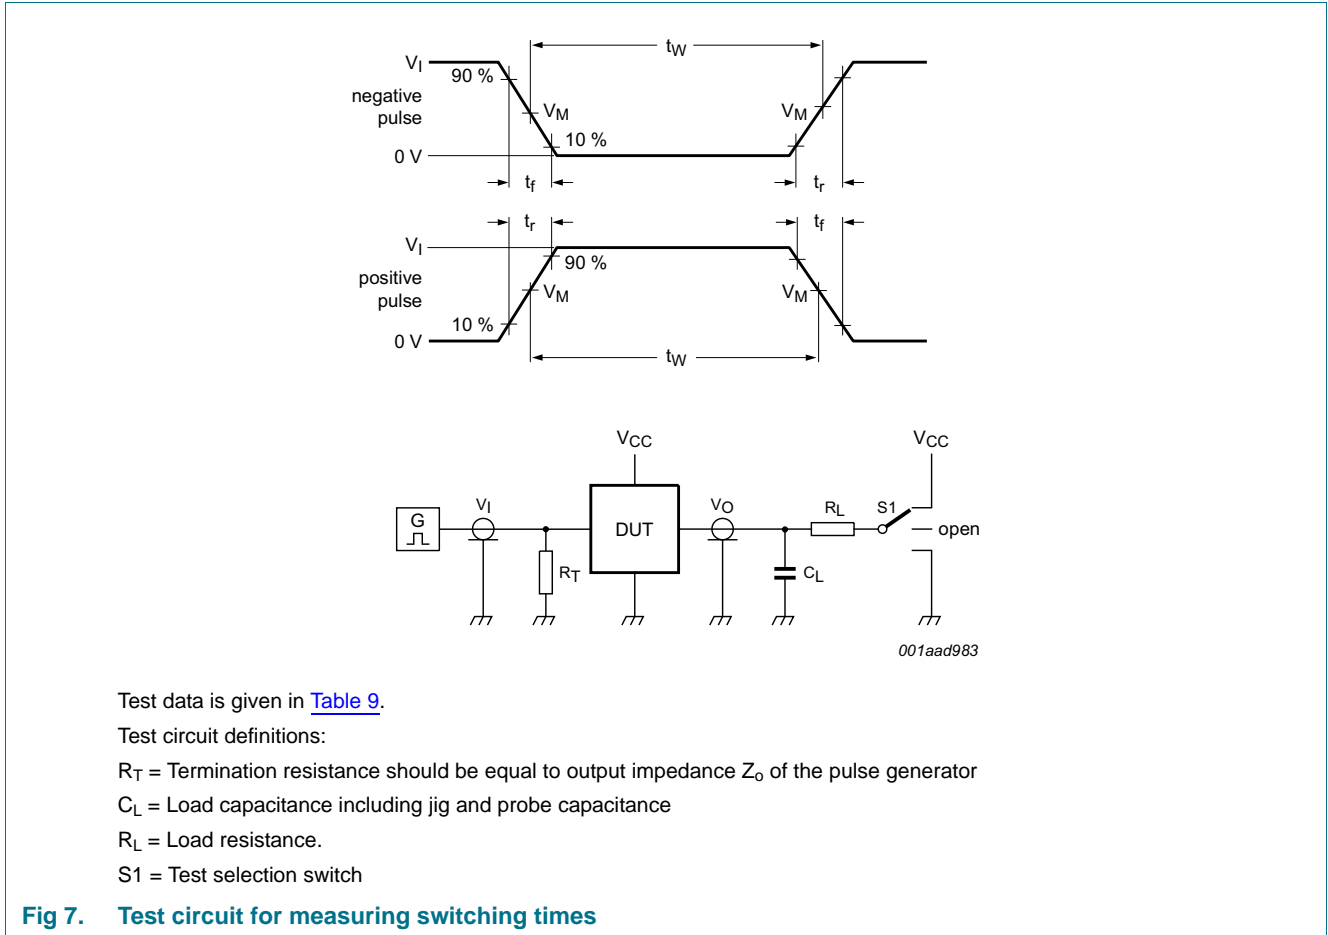 tW
VI
90 %
negative
pulse
VM
VM
10 %
0 V
tf
tr
tr
tf
VI
90 %
positive
pulse
VM
VM
10 %
0 V
tW
VCC
VCC
G
VI
DUT
VO
RL
S1
open
RT
CL
001aad983
Test data is given in Table 9.
Test circuit definitions:
RT = Termination resistance should be equal to output impedance Zo of the pulse generator
CL = Load capacitance including jig and probe capacitance
RL = Load resistance.
S1 = Test selection switch
Fig 7. Test circuit for measuring switching times